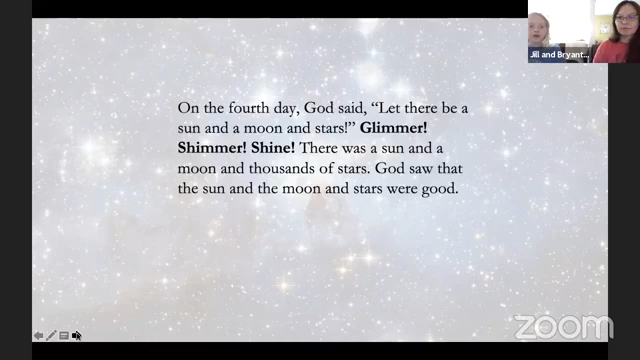 Jill and Bryant...
On the fourth day, God said, “Let there be a
sun and a moon and stars!” Glimmer!
Shimmer! Shine! There was a sun and a
moon and thousands of stars. God saw that
the sun and the moon and stars were good.
zoom